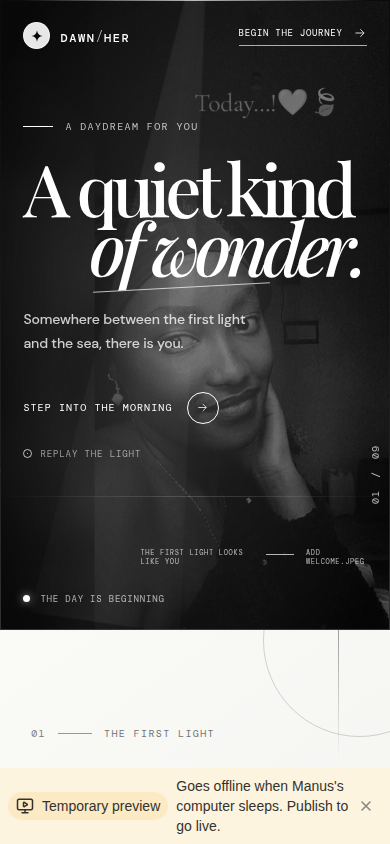 DAWN/HER
BEGIN THE JOURNEY →
Today...!🤍🍃
A DAYDREAM FOR YOU
A quiet kind
of wonder.
Somewhere between the first light
and the sea, there is you.
STEP INTO THE MORNING →
REPLAY THE LIGHT
01 / 09
THE FIRST LIGHT LOOKS
LIKE YOU
ADD
WELCOME.JPEG
THE DAY IS BEGINNING
01 — THE FIRST LIGHT
Temporary preview
Goes offline when Manus's
computer sleeps. Publish to
go live.